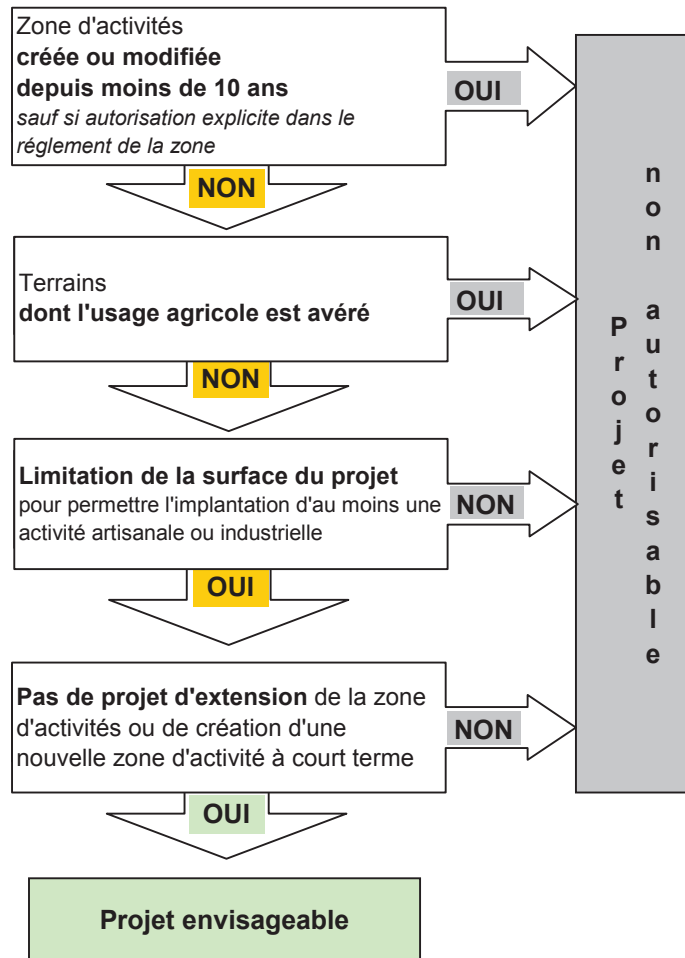 Zone d'activités
créée ou modifiée
depuis moins de 10 ans
sauf si autorisation explicite dans le
réglement de la zone
OUI
NON
Terrains
dont l'usage agricole est avéré
OUI
NON
Limitation de la surface du projet
pour permettre l'implantation d'au moins une
activité artisanale ou industrielle
NON
OUI
Pas de projet d'extension de la zone
d'activités ou de création d'une
nouvelle zone d'activité à court terme
NON
OUI
Projet envisageable
Projet
non autorisable